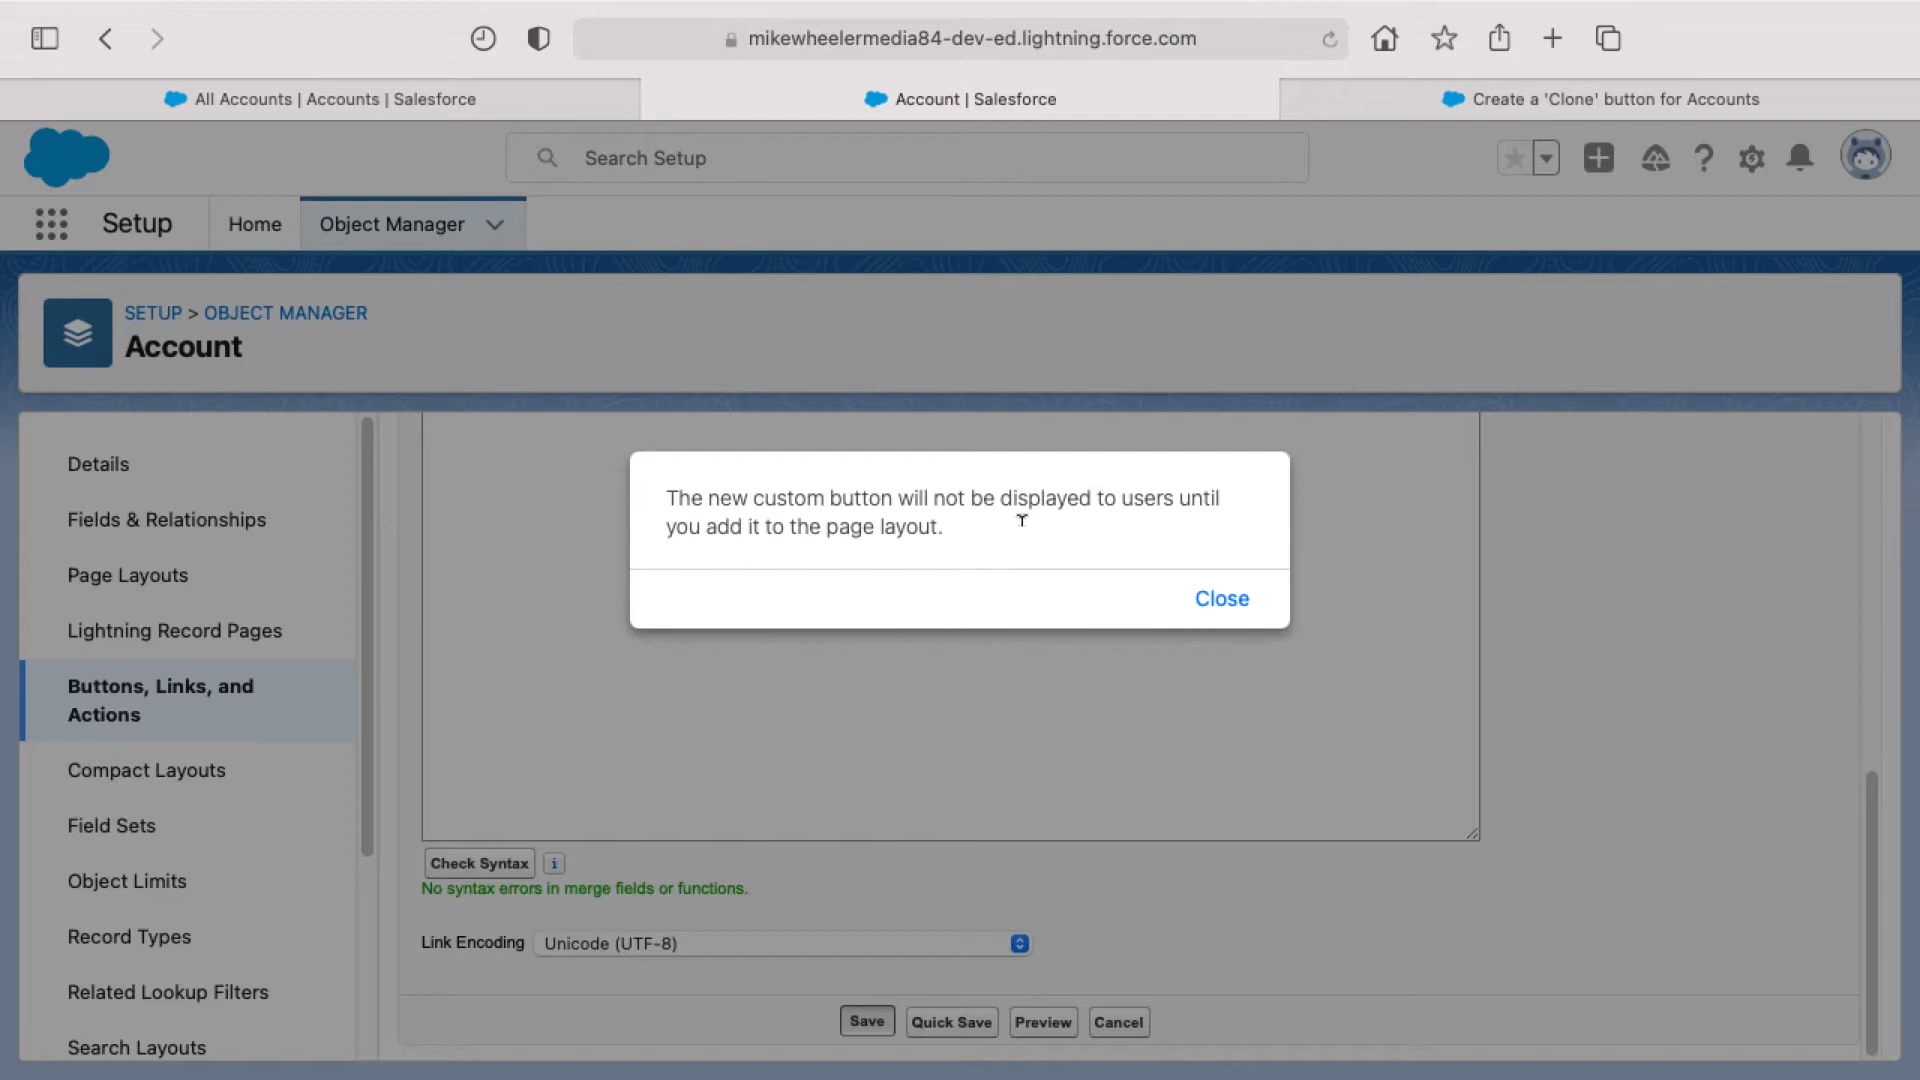 mikewheelermedia84-dev-ed.lightning.force.com
All Accounts | Accounts | Salesforce
Account | Salesforce
Create a 'Clone' button for Accounts
Search Setup
Setup
Home
Object Manager
SETUP > OBJECT MANAGER
Account
Details
Fields & Relationships
Page Layouts
Lightning Record Pages
Buttons, Links, and
Actions
Compact Layouts
Field Sets
Object Limits
Record Types
Related Lookup Filters
Search Layouts
The new custom button will not be displayed to users until
you add it to the page layout.
Close
Check Syntax
i
No syntax errors in merge fields or functions.
Link Encoding
Unicode (UTF-8)
Save
Quick Save
Preview
Cancel